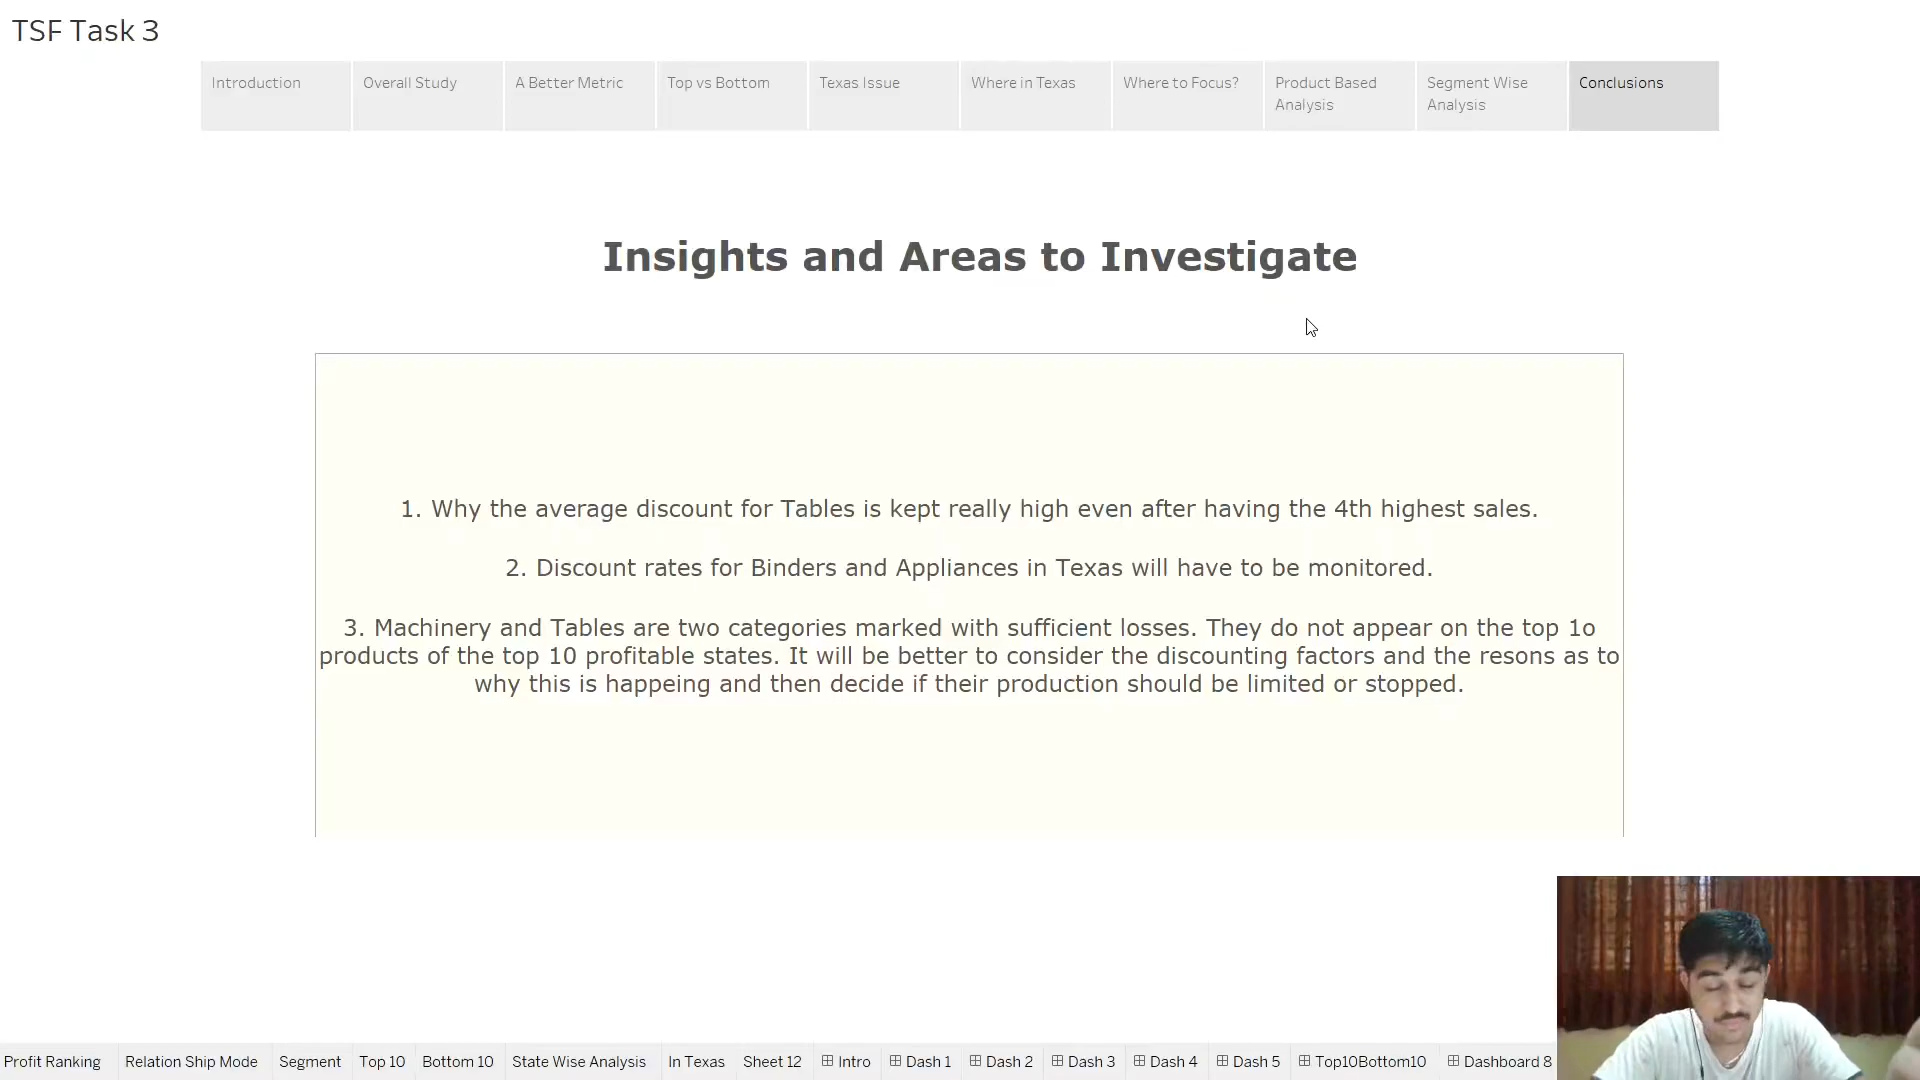 TSF Task 3
Introduction
Overall Study
A Better Metric
Top vs Bottom
Texas Issue
Where in Texas
Where to Focus?
Product Based
Analysis
Segment Wise
Analysis
Conclusions
Insights and Areas to Investigate
1. Why the average discount for Tables is kept really high even after having the 4th highest sales.
2. Discount rates for Binders and Appliances in Texas will have to be monitored.
3. Machinery and Tables are two categories marked with sufficient losses. They do not appear on the top 1o
products of the top 10 profitable states. It will be better to consider the discounting factors and the resons as to
why this is happeing and then decide if their production should be limited or stopped.
Profit Ranking
Relation Ship Mode
Segment
Top 10
Bottom 10
State Wise Analysis
In Texas
Sheet 12
Intro
Dash 1
Dash 2
Dash 3
Dash 4
Dash 5
Top10Bottom10
Dashboard 8